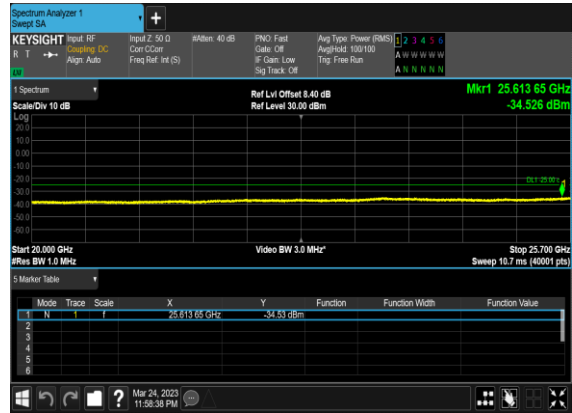 Spectrum Analyzer 1
Swept SA
+
KEYSIGHT Input: RF Input Z: 50 Ω #Atten: 40 dB PNO: Fast Avg Type: Power (RMS) 1 2 3 4 5 6
R T Coupling: DC Corr CCorr Gate: Off Avg|Hold: 100/100 A W W W W W
Align: Auto Freq Ref: Int (S) IF Gain: Low Trig: Free Run
Sig Track: Off A N N N N N
1 Spectrum Ref Lvl Offset 8.40 dB Mkr1 25.613 65 GHz
Scale/Div 10 dB Ref Level 30.00 dBm -34.526 dBm
Log
20.0
10.0
0.00
-10.0
-20.0
DL1 -25.00
-30.0
-40.0
-50.0
-60.0
Start 20.000 GHz Video BW 3.0 MHz* Stop 25.700 GHz
#Res BW 1.0 MHz Sweep 10.7 ms (40001 pts)
5 Marker Table
Mode Trace Scale X Y Function Function Width Function Value
1 N 1 f 25.613 65 GHz -34.53 dBm
2
3
4
5
6
? Mar 24, 2023
11:58:38 PM